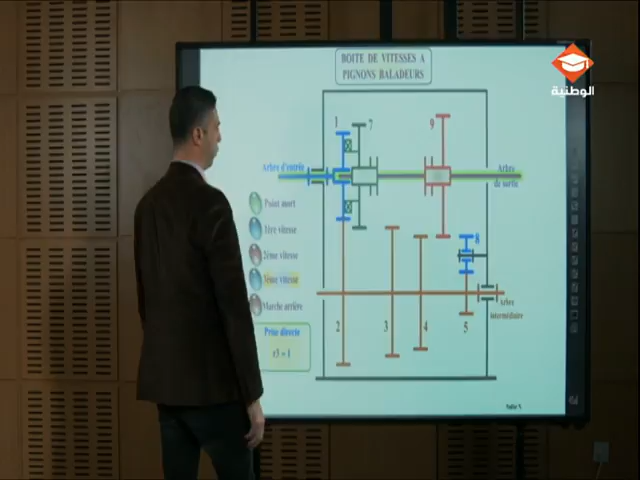 الوطنية
BOITE DE VITESSES A
PIGNONS BALADEURS
1
7
9
Arbre d'entrée
Arbre
de sortie
Point mort
1ère vitesse
2ème vitesse
3ème vitesse
Marche arrière
8
Arbre
intermédiaire
2
3
4
5
Prise directe
r3 = 1